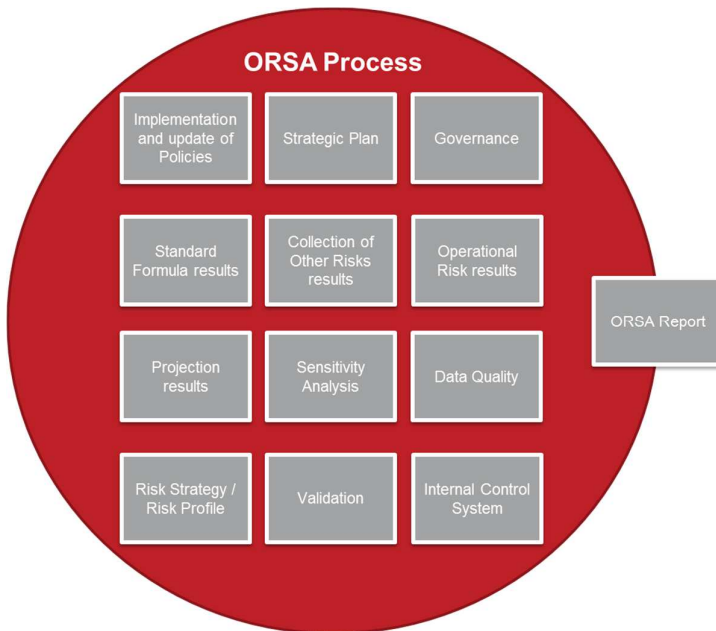 ORSA Process
Implementation
and update of
Policies
Strategic Plan
Governance
Standard
Formula results
Collection of
Other Risks
results
Operational
Risk results
ORSA Report
Projection
results
Sensitivity
Analysis
Data Quality
Risk Strategy /
Risk Profile
Validation
Internal Control
System